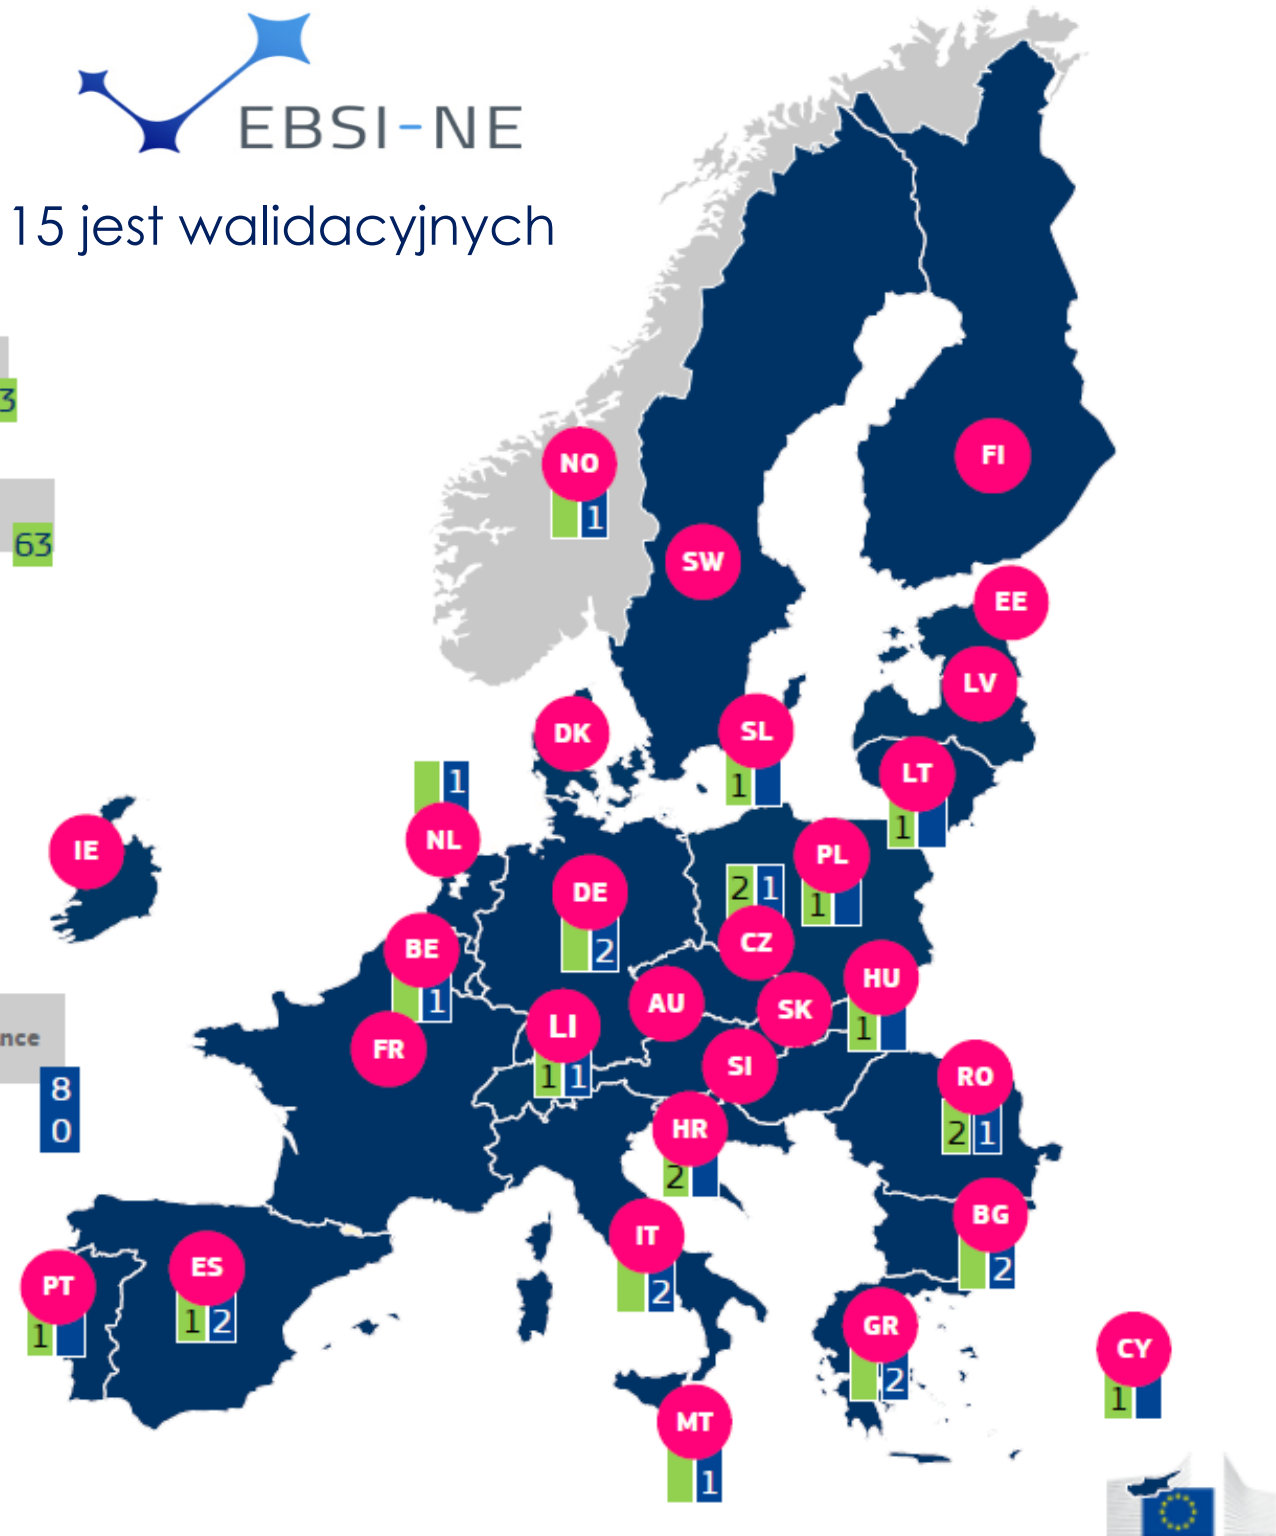 EBSI-NE
15 jest walidacyjnych
3
63
NO
1
FI
SW
EE
LV
DK
SL
1
LT
1
1
NL
IE
PL
1
2 1
CZ
DE
2
BE
1
HU
1
AU
SK
LI
1 1
FR
nce
8
0
SI
RO
2 1
HR
2
BG
2
IT
2
ES
1 2
PT
1
GR
2
CY
1
MT
1